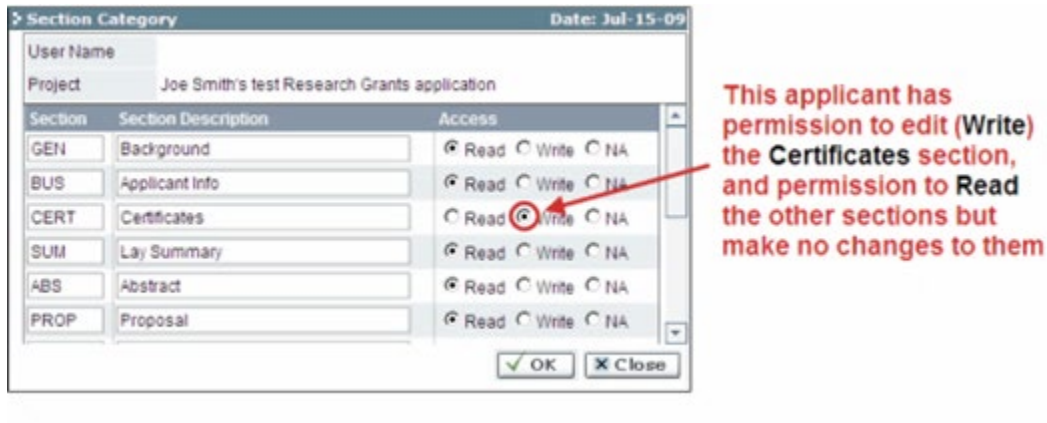 Section Category Date: Jul-15-09
User Name
Project Joe Smith's test Research Grants application
Section Section Description Access
GEN Background Read Write NA
BUS Applicant Info Read Write NA
CERT Certificates Read Write NA
SUM Lay Summary Read Write NA
ABS Abstract Read Write NA
PROP Proposal Read Write NA
OK Close
This applicant has
permission to edit (Write)
the Certificates section,
and permission to Read
the other sections but
make no changes to them